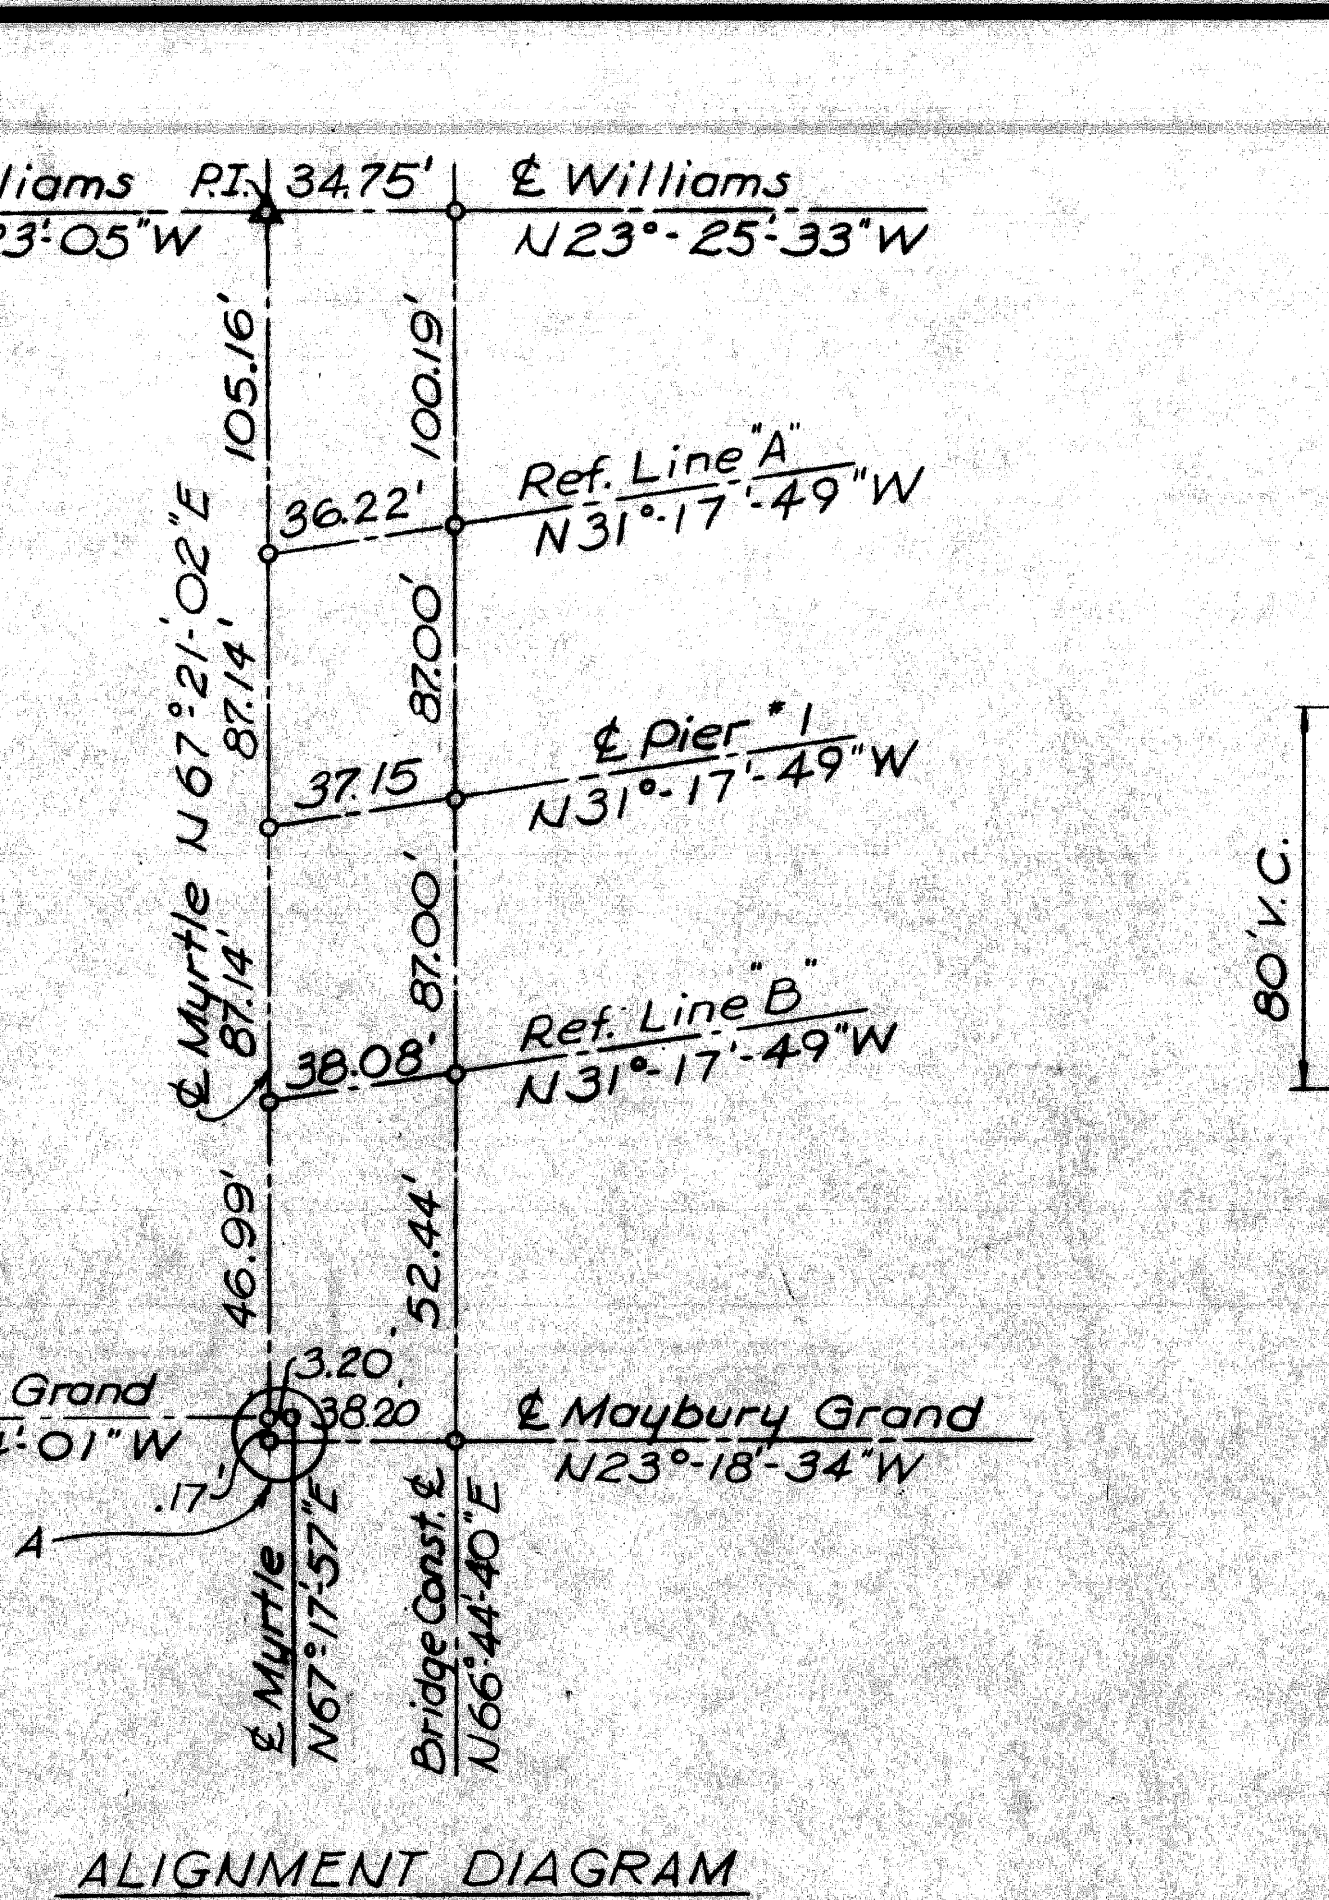 lliams P.I. 34.75' ℄ Williams
23'-05"W N23°-25'-33"W
105.16'
100.19'
Ref. Line "A"
36.22' N31°-17'-49"W
N67°-21'-02"E
87.14'
87.00'
℄ Pier #1
37.15 N31°-17'-49"W
80' V.C.
℄ Myrtle
87.14'
87.00'
Ref. Line "B"
38.08' N31°-17'-49"W
46.99'
52.44'
3.20'
Grand 38.20' ℄ Maybury Grand
'-01"W N23°-18'-34"W
.17'
A
℄ Myrtle
N67°-17'-57"E
Bridge Const. ℄
N66°-44'-40"E
ALIGNMENT DIAGRAM